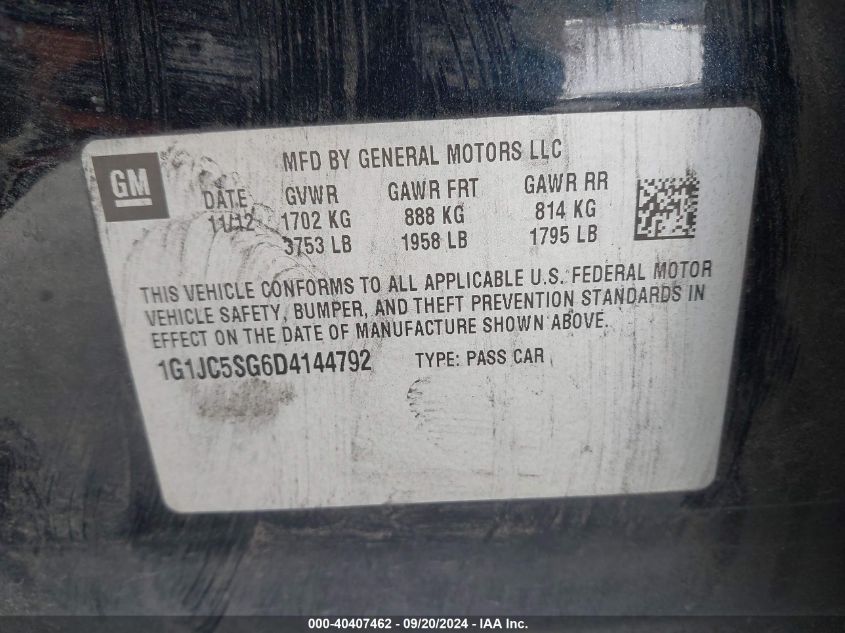 GM
MFD BY GENERAL MOTORS LLC
DATE GVWR GAWR FRT GAWR RR
11/12 1702 KG 888 KG 814 KG
3753 LB 1958 LB 1795 LB
THIS VEHICLE CONFORMS TO ALL APPLICABLE U.S. FEDERAL MOTOR
VEHICLE SAFETY, BUMPER, AND THEFT PREVENTION STANDARDS IN
EFFECT ON THE DATE OF MANUFACTURE SHOWN ABOVE.
1G1JC5SG6D4144792 TYPE: PASS CAR
000-40407462 - 09/20/2024 - IAA Inc.